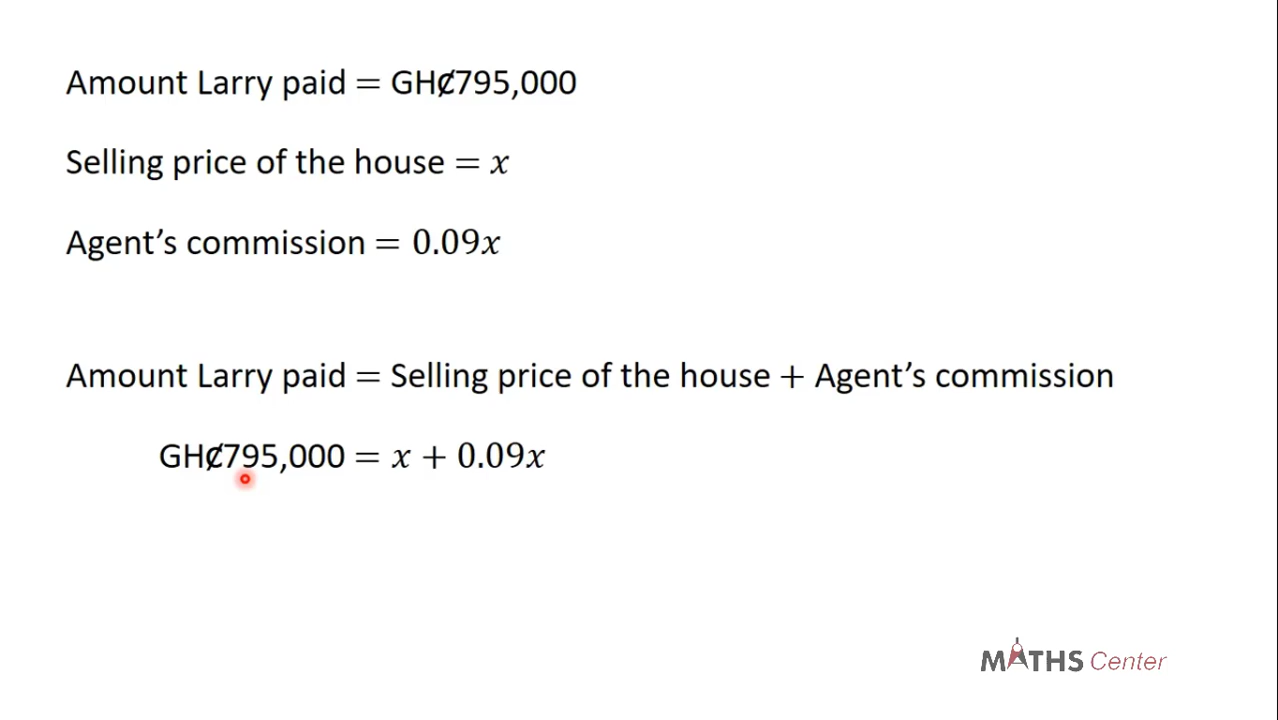 Amount Larry paid = GH₵795,000
Selling price of the house = x
Agent’s commission = 0.09x
Amount Larry paid = Selling price of the house + Agent’s commission
GH₵795,000 = x + 0.09x
MATHS Center